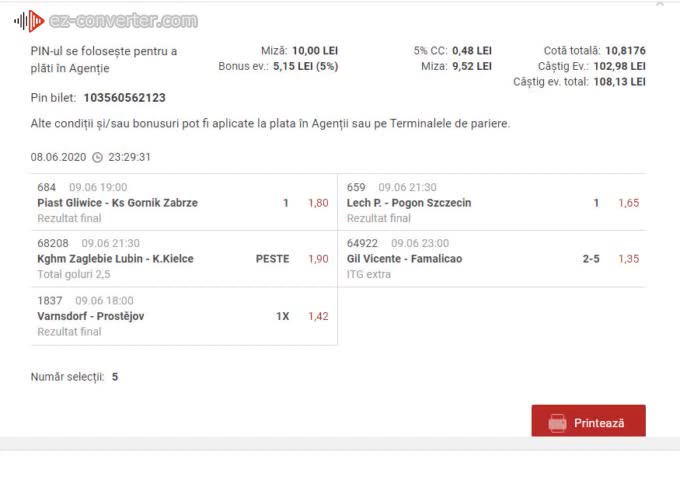 ez-converter.com
PIN-ul se folosește pentru a
plăti în Agenție
Miză: 10,00 LEI
Bonus ev.: 5,15 LEI (5%)
5% CC: 0,48 LEI
Miza: 9,52 LEI
Cotă totală: 10,8176
Câștig Ev.: 102,98 LEI
Câștig ev. total: 108,13 LEI
Pin bilet: 103560562123
Alte condiții și/sau bonusuri pot fi aplicate la plata în Agenții sau pe Terminalele de pariere.
08.06.2020 23:29:31
684 09.06 19:00
Piast Gliwice - Ks Gornik Zabrze 1 1,80
Rezultat final
659 09.06 21:30
Lech P. - Pogon Szczecin 1 1,65
Rezultat final
68208 09.06 21:30
Kghm Zaglebie Lubin - K.Kielce PESTE 1,90
Total goluri 2,5
64922 09.06 23:00
Gil Vicente - Famalicao 2-5 1,35
ITG extra
1837 09.06 18:00
Varnsdorf - Prostějov 1X 1,42
Rezultat final
Număr selecții: 5
Printează